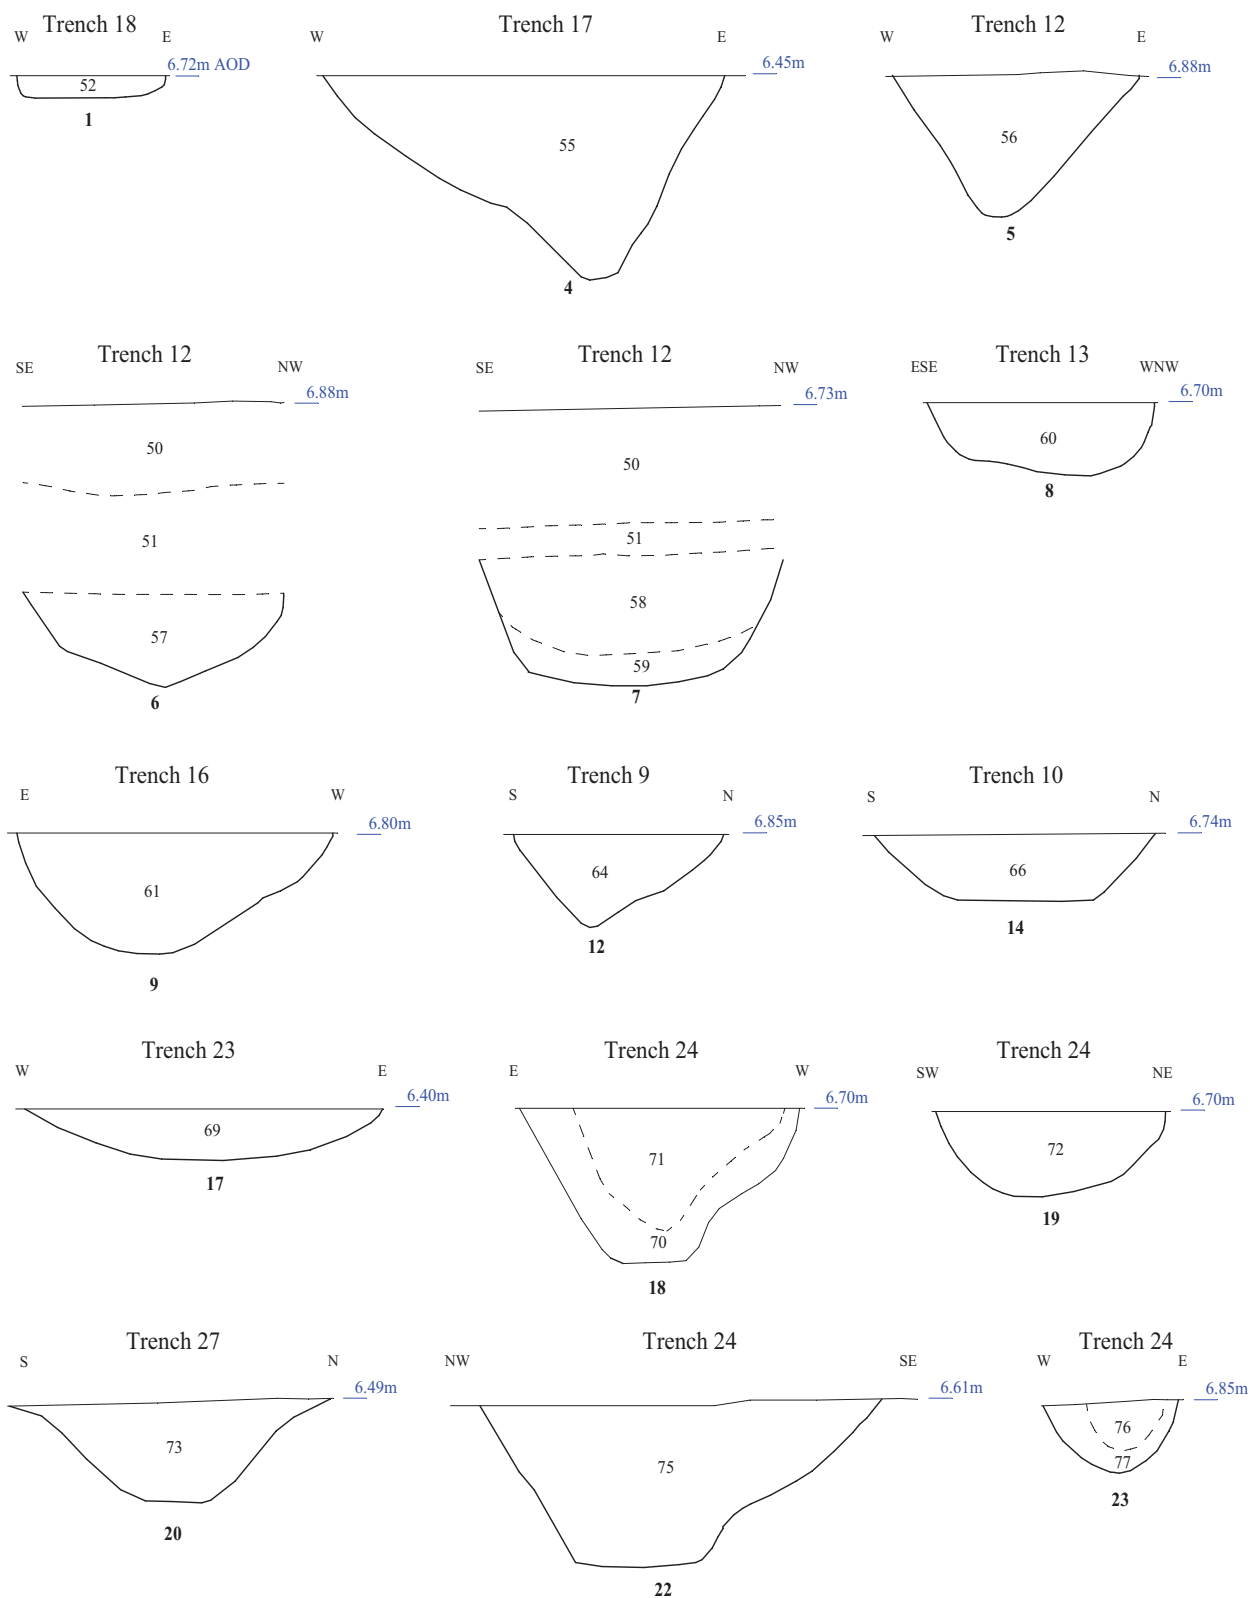 Trench 18
W E
6.72m AOD
52
1
Trench 17
W E
6.45m
55
4
Trench 12
W E
6.88m
56
5
Trench 12
SE NW
6.88m
50
51
57
6
Trench 12
SE NW
6.73m
50
51
58
59
7
Trench 13
ESE WNW
6.70m
60
8
Trench 16
E W
6.80m
61
9
Trench 9
S N
6.85m
64
12
Trench 10
S N
6.74m
66
14
Trench 23
W E
6.40m
69
17
Trench 24
E W
6.70m
71
70
18
Trench 24
SW NE
6.70m
72
19
Trench 27
S N
6.49m
73
20
Trench 24
NW SE
6.61m
75
22
Trench 24
W E
6.85m
76
77
23